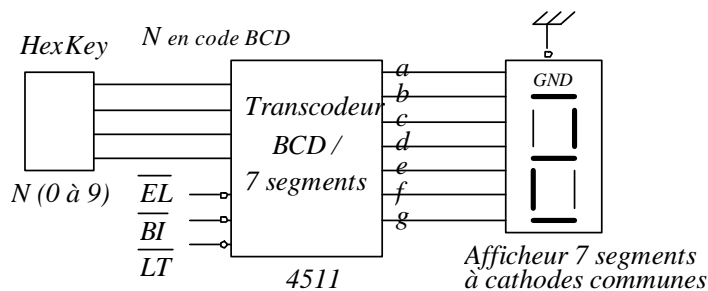 HexKey
N en code BCD
N (0 à 9)
Transcodeur
BCD /
7 segments
EL
BI
LT
4511
a
b
c
d
e
f
g
GND
Afficheur 7 segments
à cathodes communes